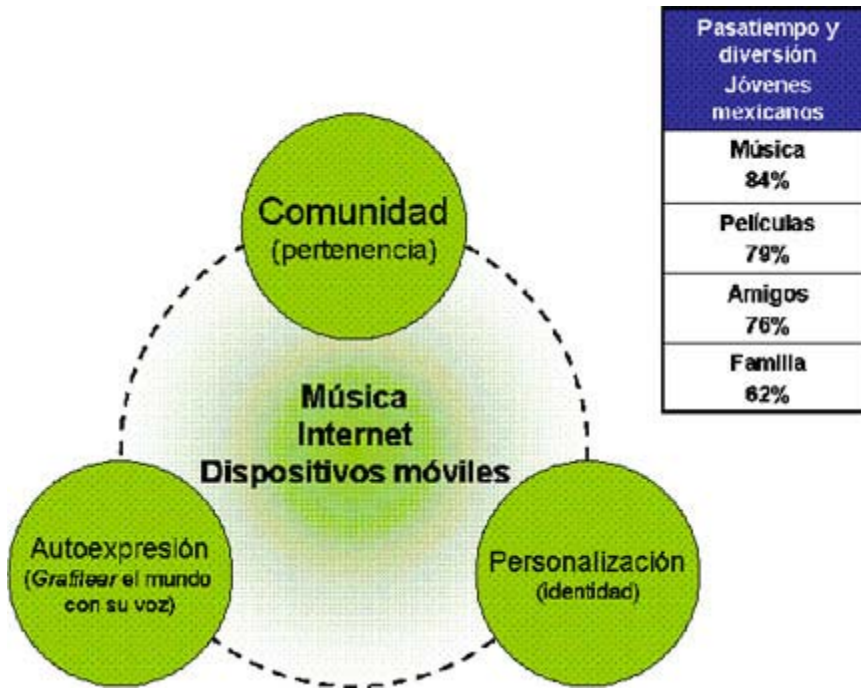 Comunidad
(pertenencia)
Música
Internet
Dispositivos móviles
Autoexpresión
(Grafilear el mundo
con su voz)
Personalización
(identidad)
Pasatiempo y
diversión
Jóvenes
mexicanos
Música
84%
Películas
79%
Amigos
76%
Familia
62%